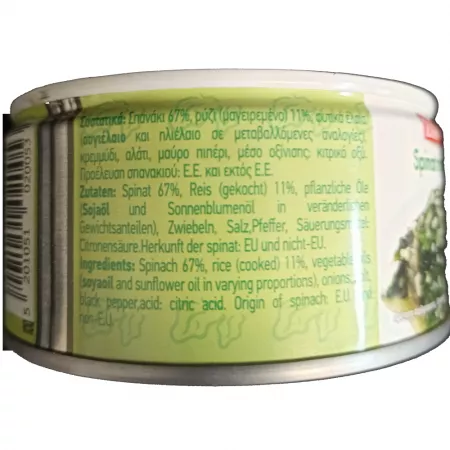 Συστατικά: Σπανάκι 67%, ρύζι (μαγειρεμένο) 11%, φυτικά έλαια
(σογιέλαιο και ηλιέλαιο σε μεταβαλλόμενες αναλογίες),
κρεμμύδι, αλάτι, μαύρο πιπέρι, μέσο οξίνισης: κιτρικό οξύ.
Προέλευση σπανακιού: Ε.Ε. και εκτός Ε.Ε.
Zutaten: Spinat 67%, Reis (gekocht) 11%, pflanzliche Öle
(Sojaöl und Sonnenblumenöl in veränderlichen
Gewichtsanteilen), Zwiebeln, Salz,Pfeffer, Säuerungsmittel:
Citronensäure.Herkunft der spinat: EU und nicht-EU.
Ingredients: Spinach 67%, rice (cooked) 11%, vegetable oils
(soyaoil and sunflower oil in varying proportions), onions, salt,
black pepper,acid: citric acid. Origin of spinach: E.U. and
non-E.U.